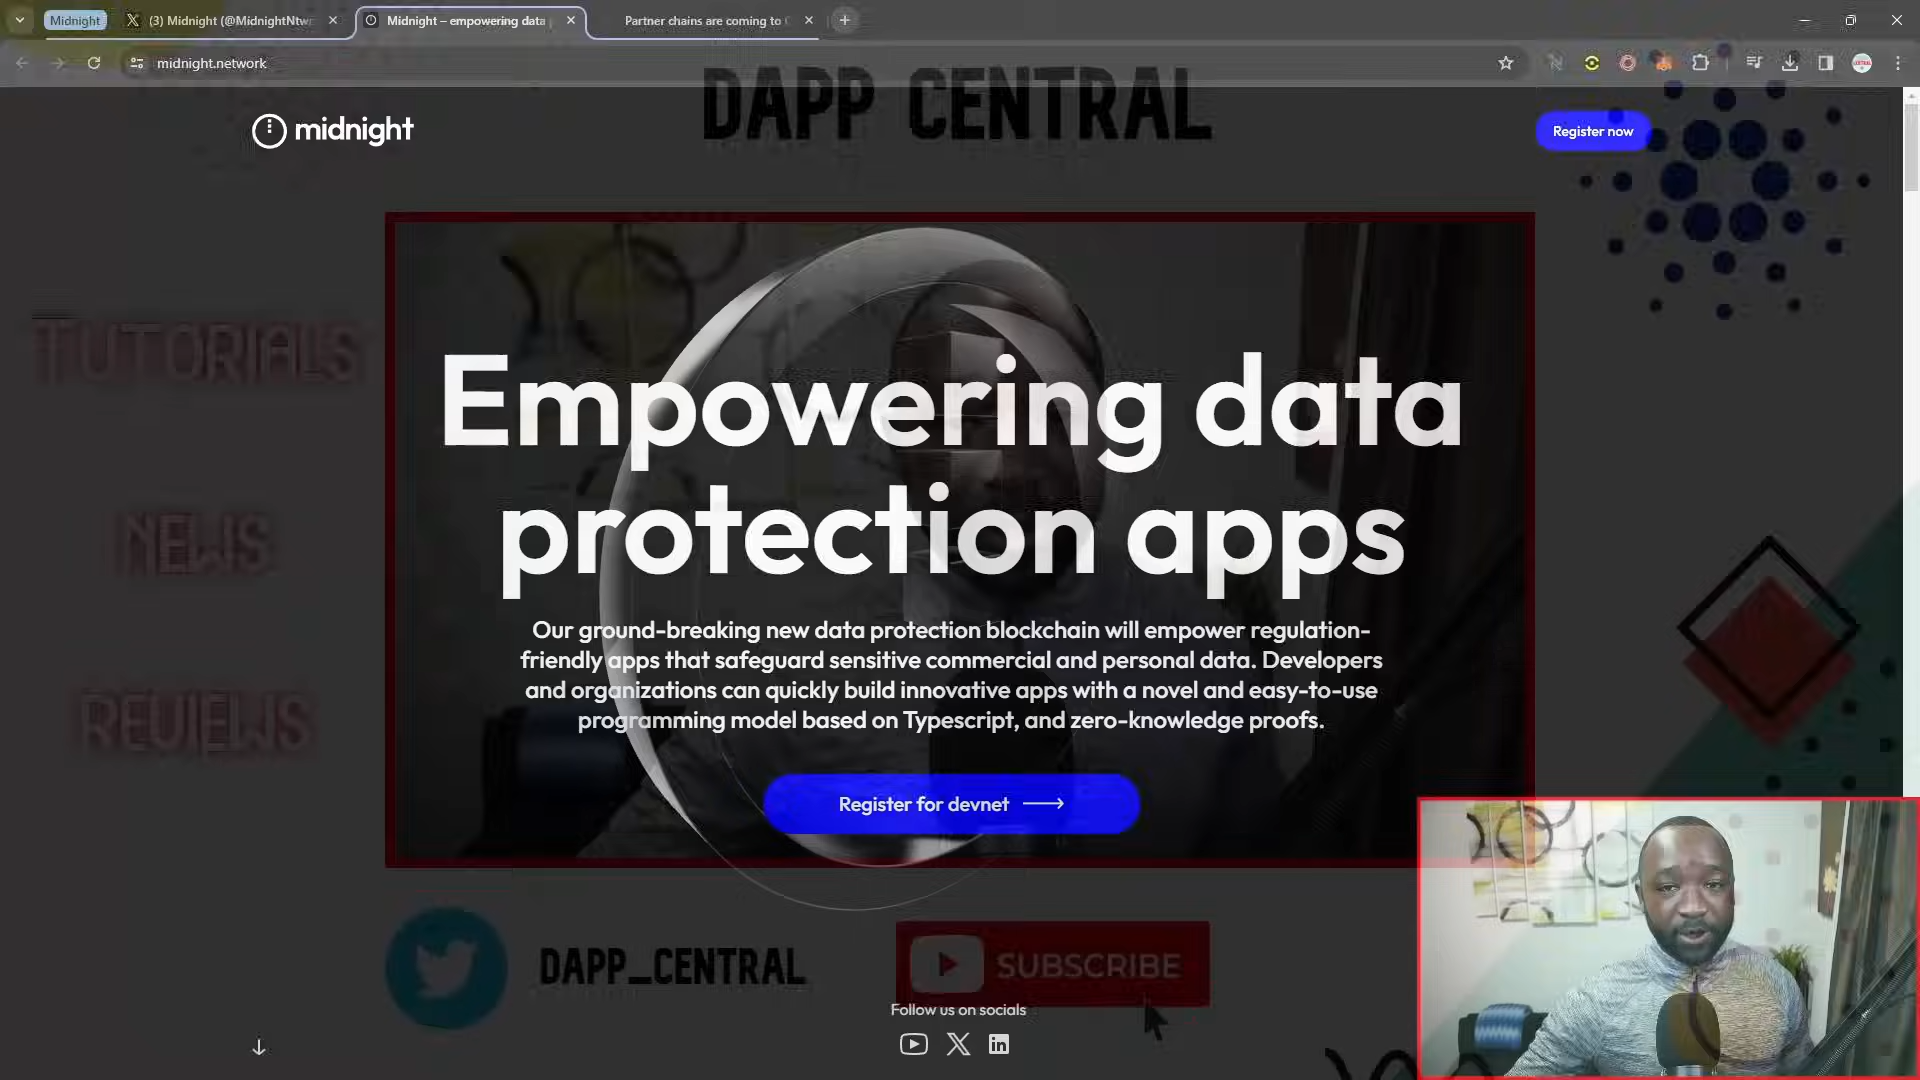 Midnight
(3) Midnight (@MidnightNtwr
Midnight – empowering data
Partner chains are coming to
midnight.network
DAPP CENTRAL
midnight
Register now
TUTORIALS
NEWS
REVIEWS
Empowering data
protection apps
Our ground-breaking new data protection blockchain will empower regulation-
friendly apps that safeguard sensitive commercial and personal data. Developers
and organizations can quickly build innovative apps with a novel and easy-to-use
programming model based on Typescript, and zero-knowledge proofs.
Register for devnet
DAPP_CENTRAL
SUBSCRIBE
Follow us on socials